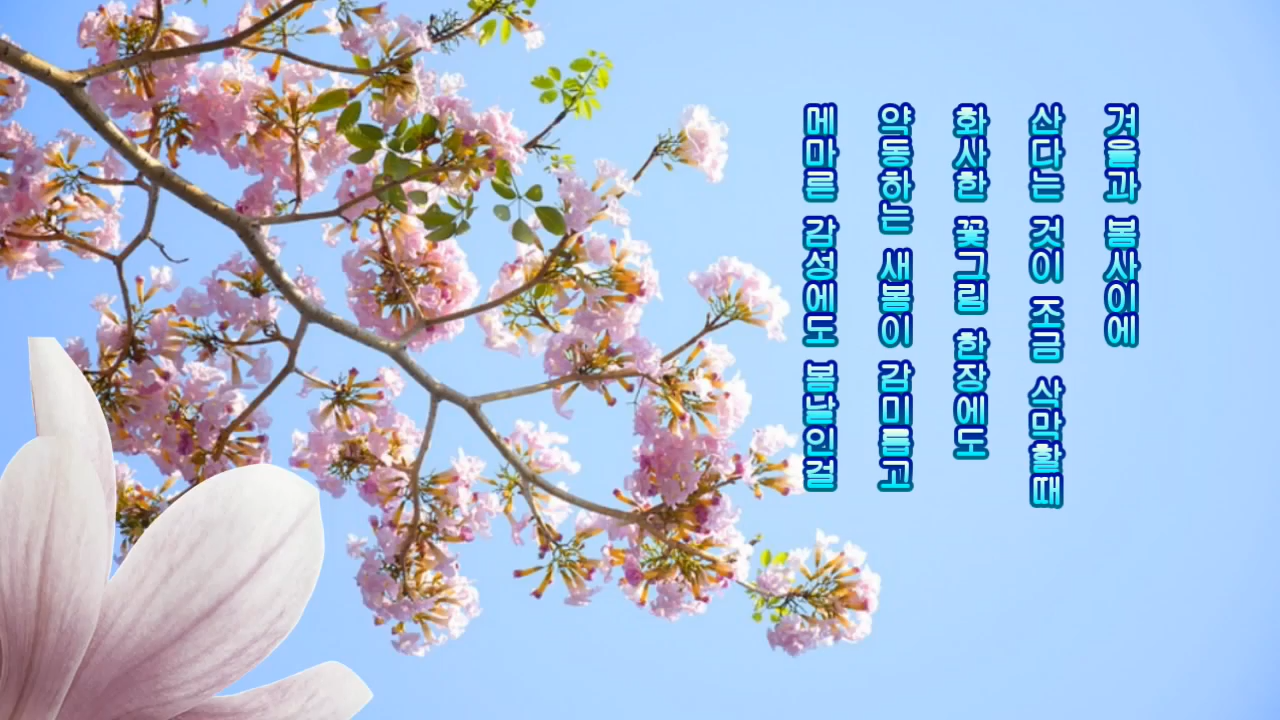 겨울과 봄사이에
산다는 것이 조금 삭막할때
화사한 꽃그림 한장에도
약동하는 새봄이 감미롭고
메마른 감성에도 봄날인걸